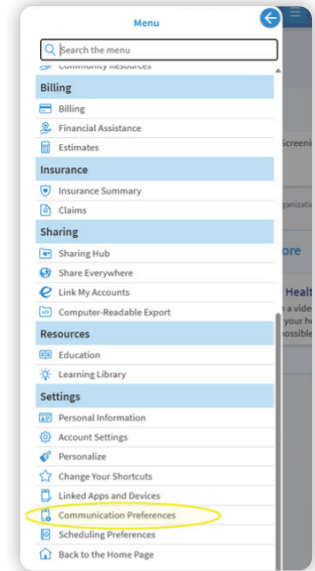 Menu
Search the menu
Community Resources
Billing
Billing
Financial Assistance
Estimates
Insurance
Insurance Summary
Claims
Sharing
Sharing Hub
Share Everywhere
Link My Accounts
Computer-Readable Export
Resources
Education
Learning Library
Settings
Personal Information
Account Settings
Personalize
Change Your Shortcuts
Linked Apps and Devices
Communication Preferences
Scheduling Preferences
Back to the Home Page